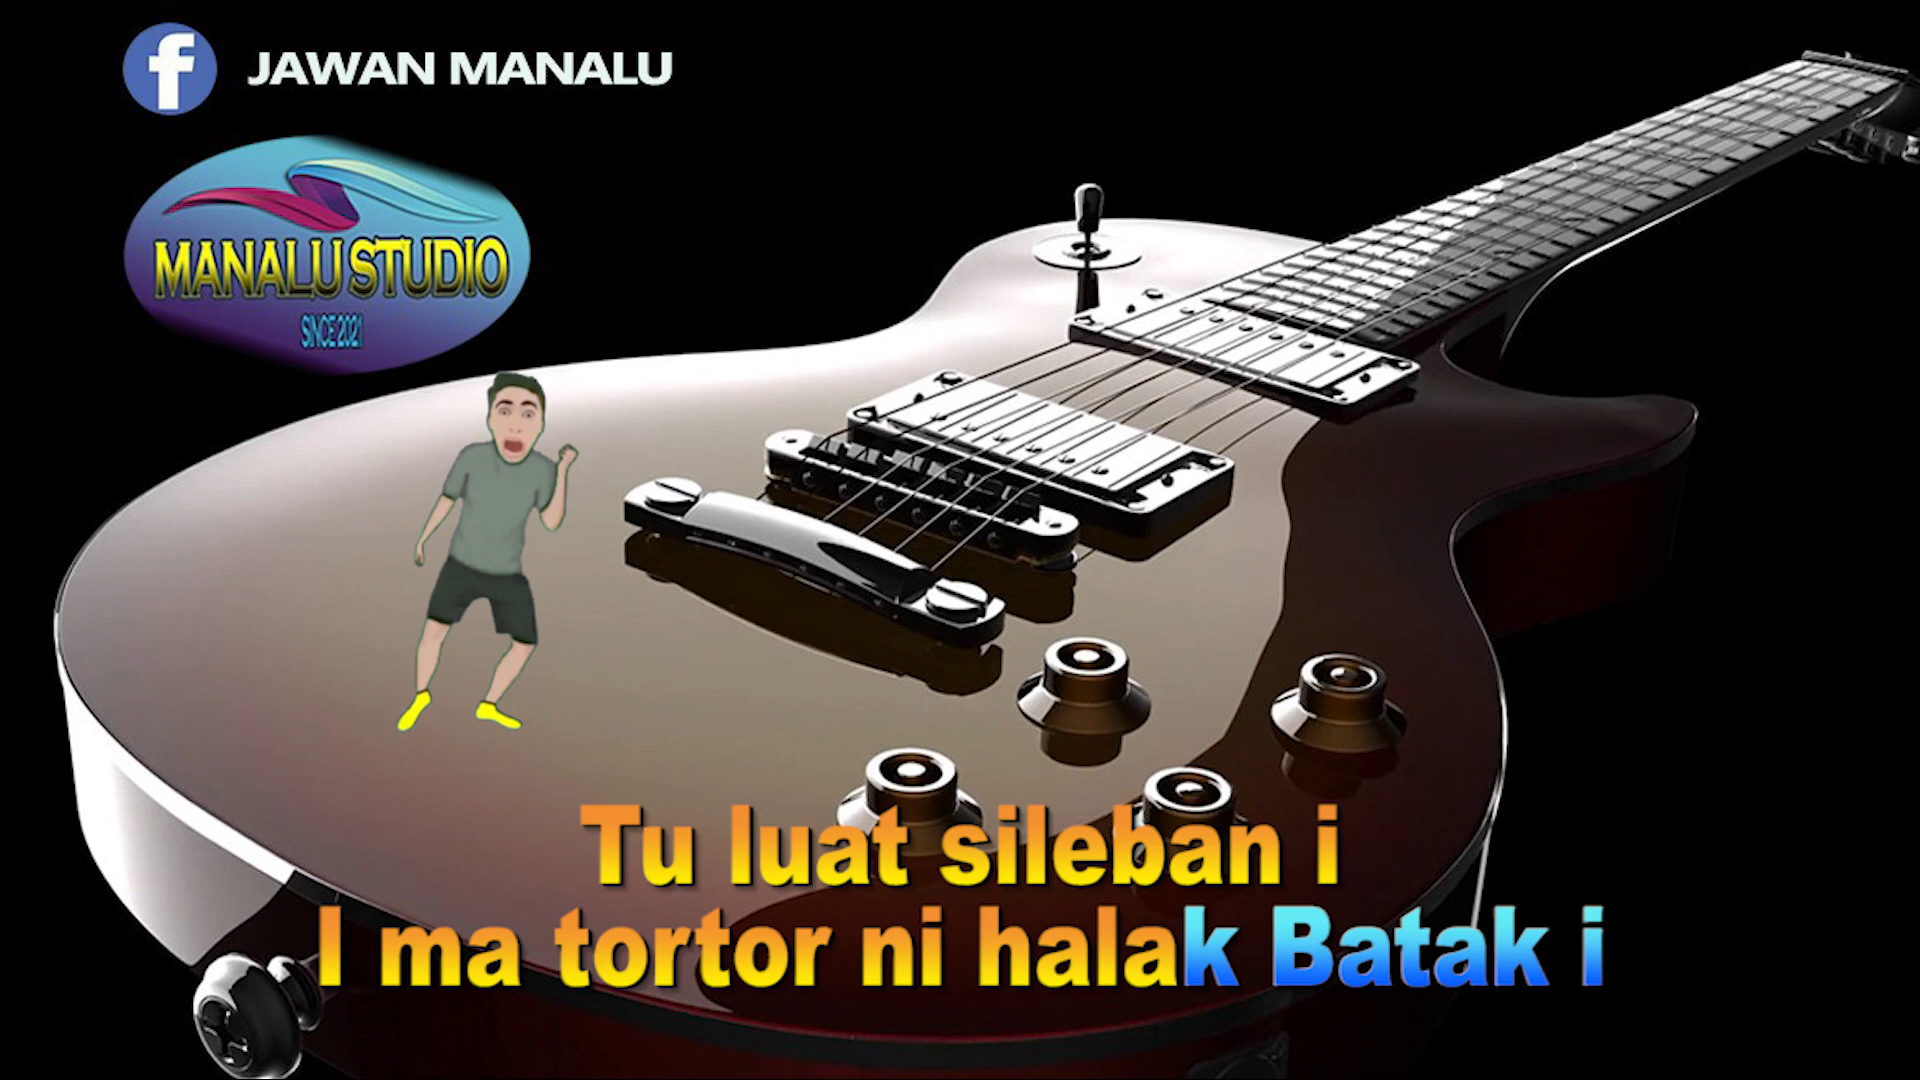 f JAWAN MANALU
MANALU STUDIO
SINCE 2021
Tu luat sileban i
I ma tortor ni halak Batak i